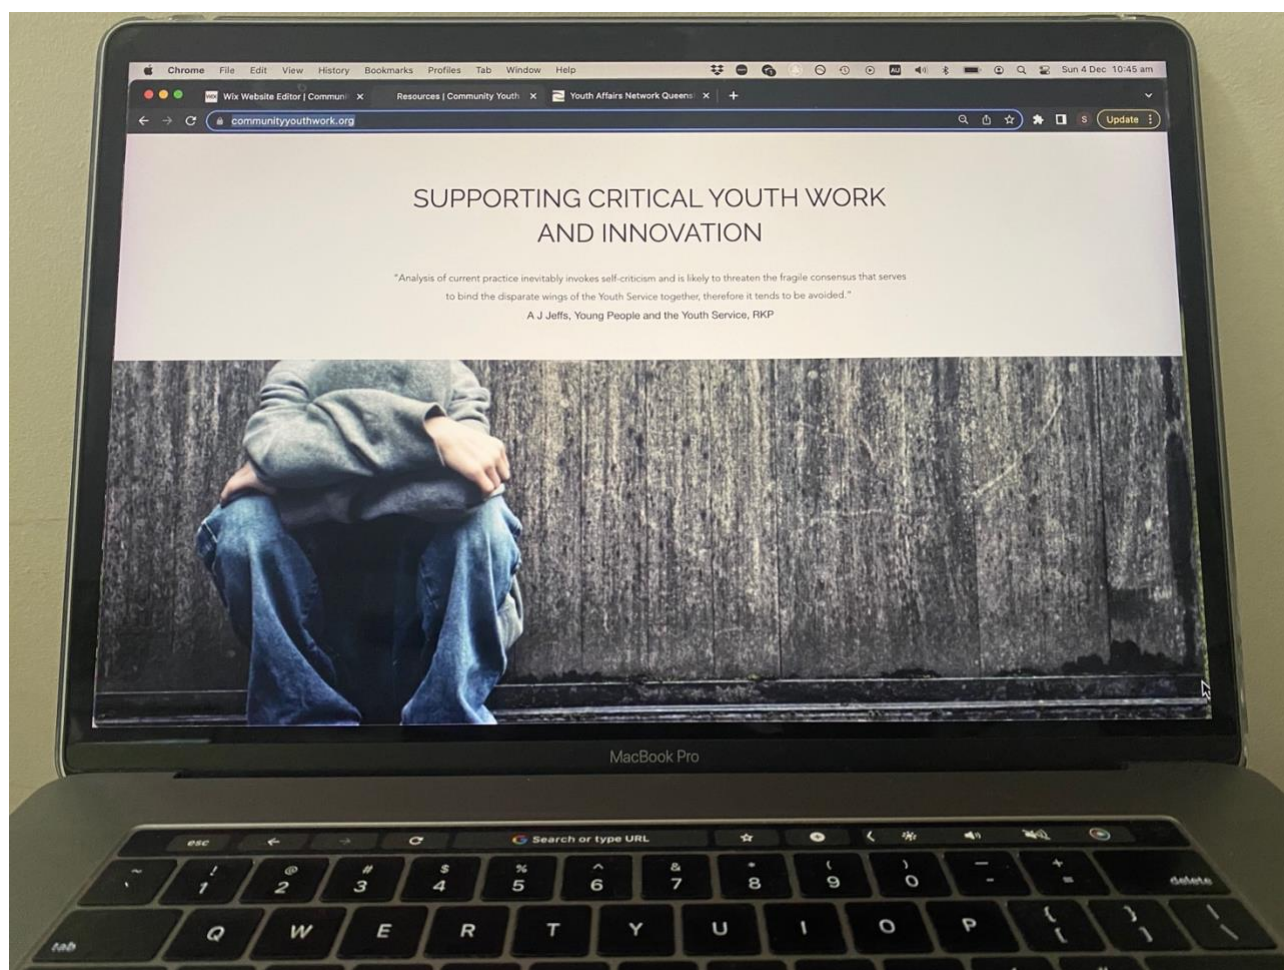 Chrome File Edit View History Bookmarks Profiles Tab Window Help AU Sun 4 Dec 10:45 am
WIX Wix Website Editor | Communi Resources | Community Youth Youth Affairs Network Queens
communityyouthwork.org S Update
SUPPORTING CRITICAL YOUTH WORK
AND INNOVATION
"Analysis of current practice inevitably invokes self-criticism and is likely to threaten the fragile consensus that serves
to bind the disparate wings of the Youth Service together, therefore it tends to be avoided."
A J Jeffs, Young People and the Youth Service, RKP
MacBook Pro
esc G Search or type URL
~ ! @ # $ % ^ & * ( ) — +
` 1 2 3 4 5 6 7 8 9 0 - = delete
tab Q W E R T Y U I O P { } |
[ ] \